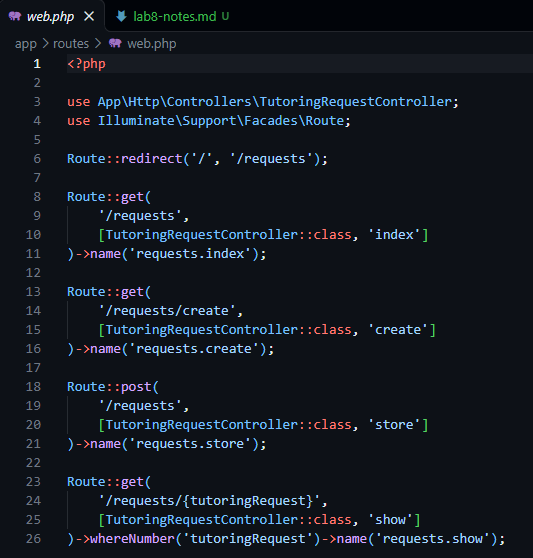 web.php
lab8-notes.md U
app > routes > web.php
1 <?php
2
3 use App\Http\Controllers\TutoringRequestController;
4 use Illuminate\Support\Facades\Route;
5
6 Route::redirect('/', '/requests');
7
8 Route::get(
9     '/requests',
10     [TutoringRequestController::class, 'index']
11 )->name('requests.index');
12
13 Route::get(
14     '/requests/create',
15     [TutoringRequestController::class, 'create']
16 )->name('requests.create');
17
18 Route::post(
19     '/requests',
20     [TutoringRequestController::class, 'store']
21 )->name('requests.store');
22
23 Route::get(
24     '/requests/{tutoringRequest}',
25     [TutoringRequestController::class, 'show']
26 )->whereNumber('tutoringRequest')->name('requests.show');